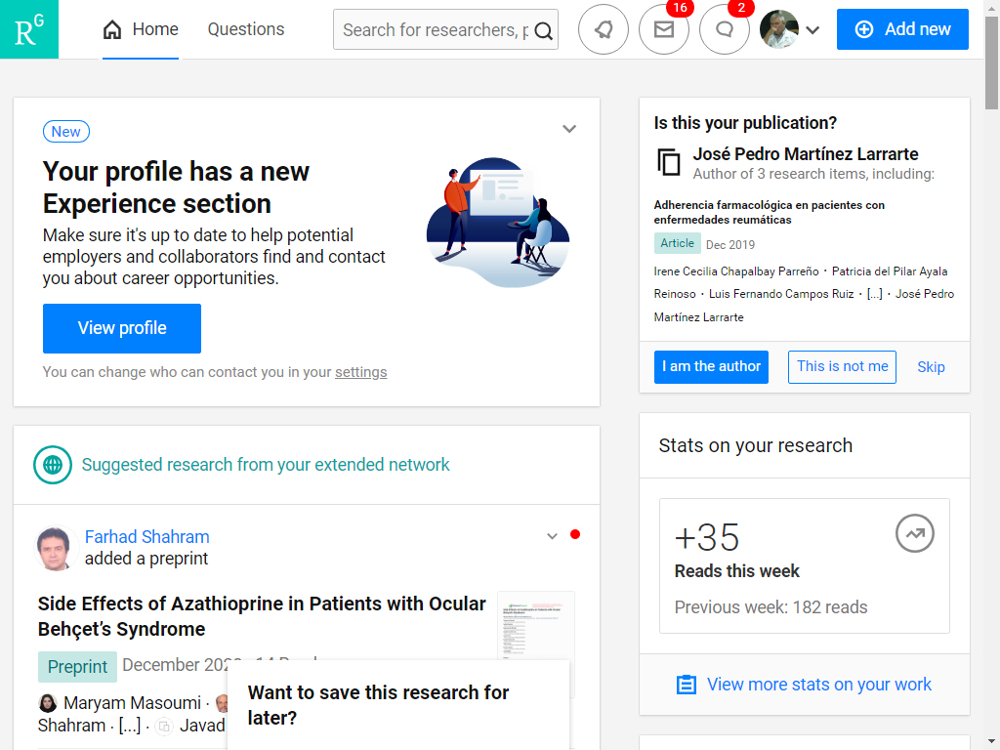 RG
Home
Questions
Search for researchers, p
16
2
Add new
New
Your profile has a new
Experience section
Make sure it's up to date to help potential
employers and collaborators find and contact
you about career opportunities.
View profile
You can change who can contact you in your settings
Suggested research from your extended network
Farhad Shahram
added a preprint
Side Effects of Azathioprine in Patients with Ocular
Behçet’s Syndrome
Preprint December
Maryam Masoumi ·
Shahram · [...] · Javad
Want to save this research for
later?
Is this your publication?
José Pedro Martínez Larrarte
Author of 3 research items, including:
Adherencia farmacológica en pacientes con
enfermedades reumáticas
Article Dec 2019
Irene Cecilia Chapalbay Parreño · Patricia del Pilar Ayala
Reinoso · Luis Fernando Campos Ruiz · [...] · José Pedro
Martínez Larrarte
I am the author
This is not me
Skip
Stats on your research
+35
Reads this week
Previous week: 182 reads
View more stats on your work